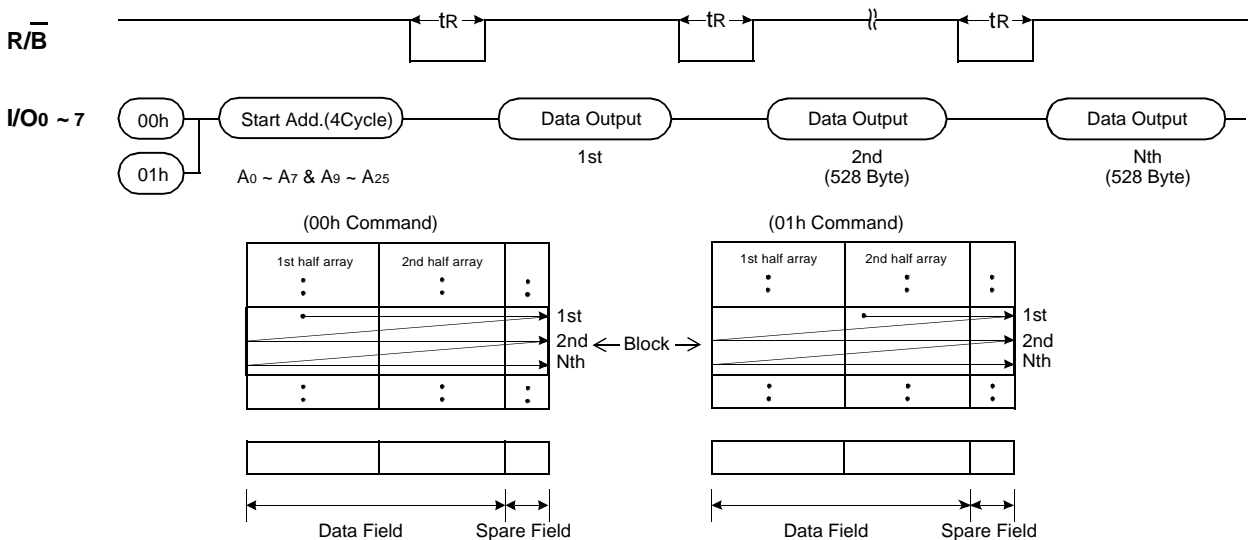 R/B
tR
tR
tR
I/O0 ~ 7
00h
Start Add.(4Cycle)
Data Output
Data Output
Data Output
01h
A0 ~ A7 & A9 ~ A25
1st
2nd
(528 Byte)
Nth
(528 Byte)
(00h Command)
(01h Command)
1st half array
2nd half array
1st half array
2nd half array
1st
2nd
Nth
Block
1st
2nd
Nth
Data Field
Spare Field
Data Field
Spare Field